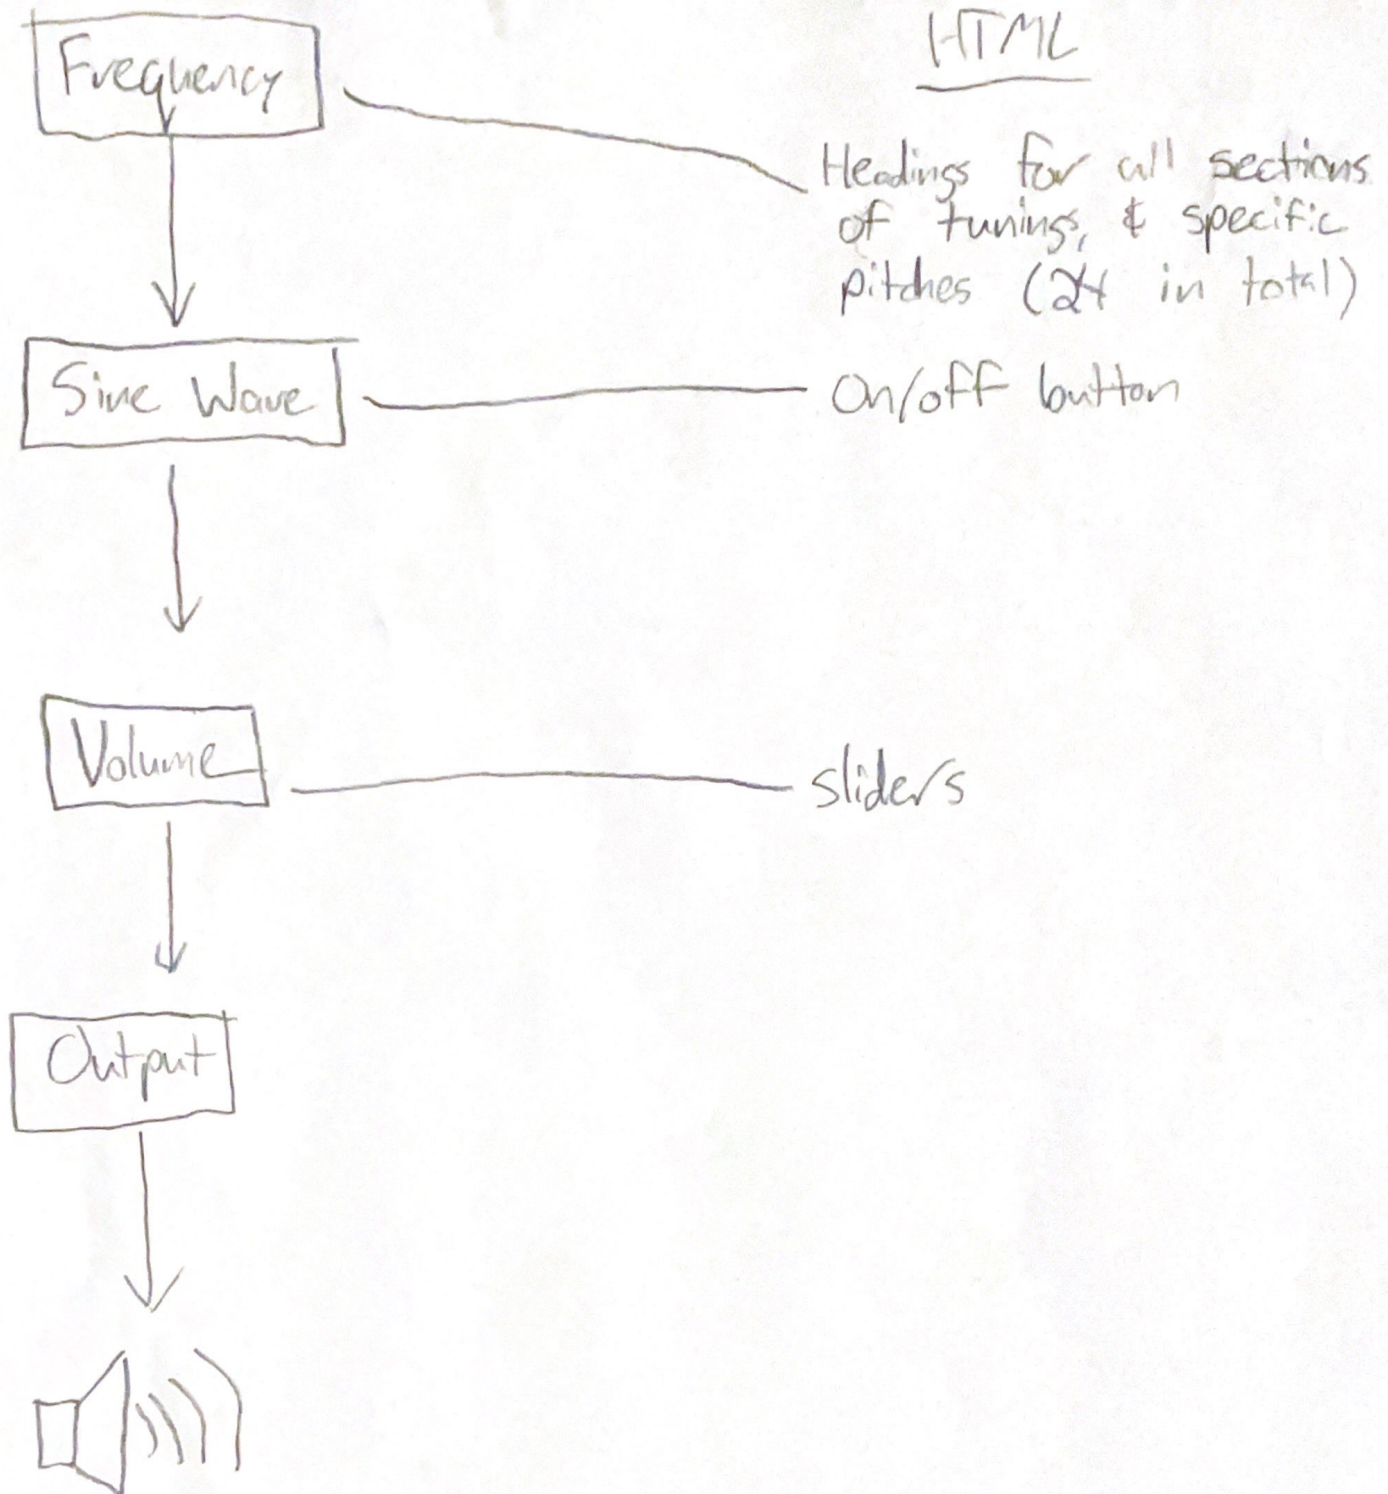 Frequency
HTML
Headings for all sections
of tunings, & specific
pitches (24 in total)
Sine Wave
On/off button
Volume
sliders
Output